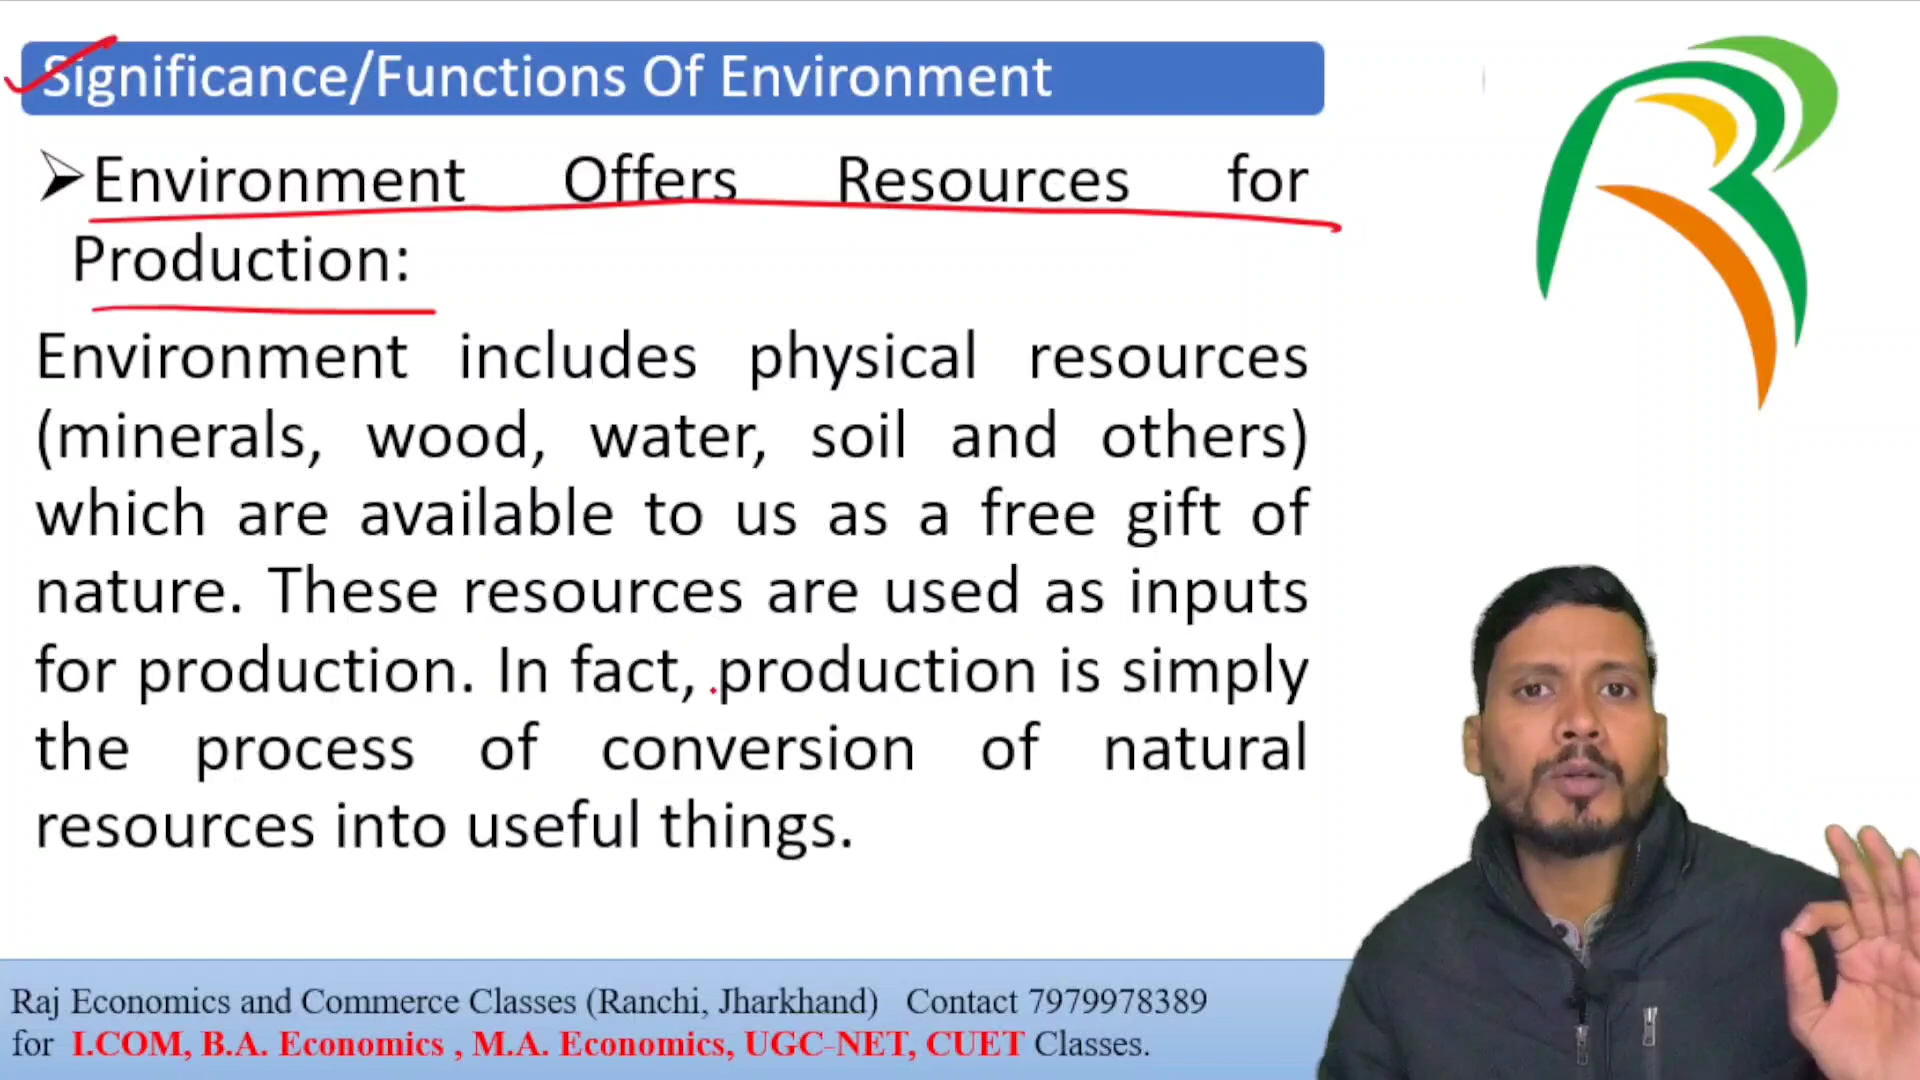 Significance/Functions Of Environment
Environment Offers Resources for
Production:
Environment includes physical resources
(minerals, wood, water, soil and others)
which are available to us as a free gift of
nature. These resources are used as inputs
for production. In fact, production is simply
the process of conversion of natural
resources into useful things.
Raj Economics and Commerce Classes (Ranchi, Jharkhand) Contact 7979978389
for I.COM, B.A. Economics , M.A. Economics, UGC-NET, CUET Classes.